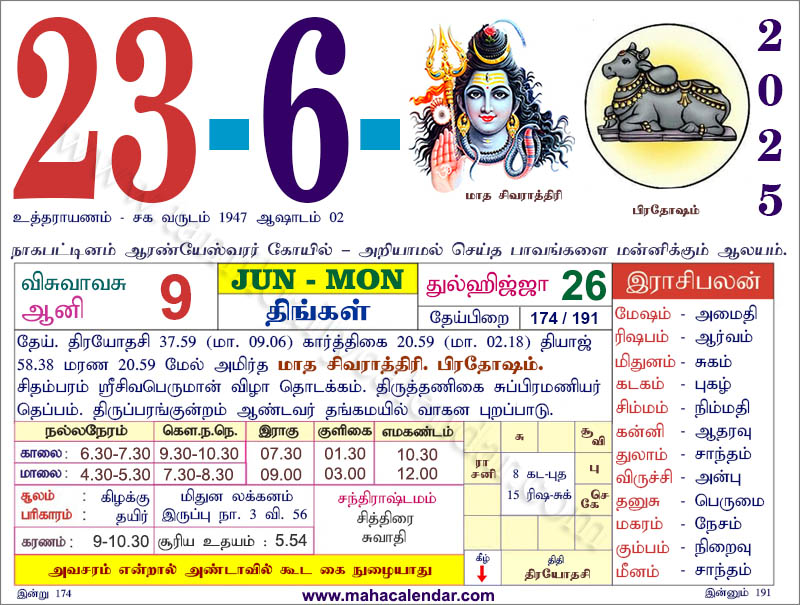 23-6-
2025
மாத சிவராத்திரி
பிரதோஷம்
உத்தராயணம் - சக வருடம் 1947 ஆஷாடம் 02
நாகபட்டினம் ஆரண்யேஸ்வரர் கோயில் – அறியாமல் செய்த பாவங்களை மன்னிக்கும் ஆலயம்.
விசுவாவசு
ஆனி 9
JUN - MON
திங்கள்
துல்ஹிஜ்ஜா 26
தேய்பிறை 174 / 191
தேய். திரயோதசி 37.59 (மா. 09.06) கார்த்திகை 20.59 (மா. 02.18) தியாஜ்
58.38 மரண 20.59 மேல் அமிர்த மாத சிவராத்திரி. பிரதோஷம்.
சிதம்பரம் ஸ்ரீசிவபெருமான் விழா தொடக்கம். திருத்தணிகை சுப்பிரமணியர்
தெப்பம். திருப்பரங்குன்றம் ஆண்டவர் தங்கமயில் வாகன புறப்பாடு.
இராசிபலன்
மேஷம் - அமைதி
ரிஷபம் - ஆர்வம்
மிதுனம் - சுகம்
கடகம் - புகழ்
சிம்மம் - நிம்மதி
கன்னி - ஆதரவு
துலாம் - சாந்தம்
விருச்சி - அன்பு
தனுசு - பெருமை
மகரம் - நேசம்
கும்பம் - நிறைவு
மீனம் - சாந்தம்
நல்லநேரம் கௌ.ந.நெ. இராகு குளிகை எமகண்டம்
காலை : 6.30-7.30 9.30-10.30 07.30 01.30 10.30
மாலை : 4.30-5.30 7.30-8.30 09.00 03.00 12.00
சூலம் : கிழக்கு
பரிகாரம் : தயிர்
மிதுன லக்கனம்
இருப்பு நா. 3 வி. 56
கரணம் : 9-10.30 சூரிய உதயம் : 5.54
சந்திராஷ்டமம்
சித்திரை
சுவாதி
சு
சூ
வி
ரா
சனி
8 கட-புத
15 ரிஷ-சுக்
பு
செ
கே
கீழ்
திதி
திரயோதசி
அவசரம் என்றால் அண்டாவில் கூட கை நுழையாது
இன்று 174
www.mahacalendar.com
இன்னும் 191